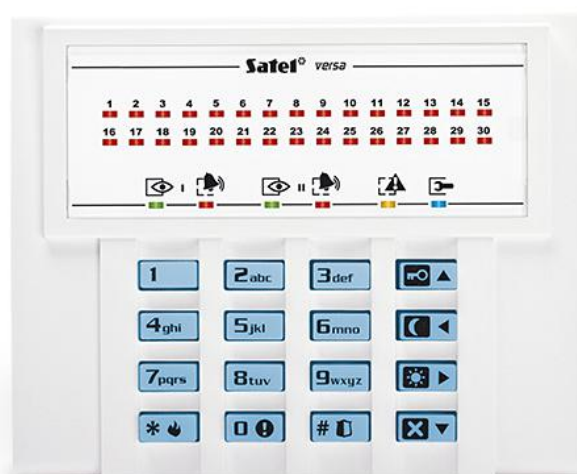 Satel versa
1 2 3 4 5 6 7 8 9 10 11 12 13 14 15
16 17 18 19 20 21 22 23 24 25 26 27 28 29 30
I II
1 2abc 3def
4ghi 5jkl 6mno
7pqrs 8tuv 9wxyz
* 0 #